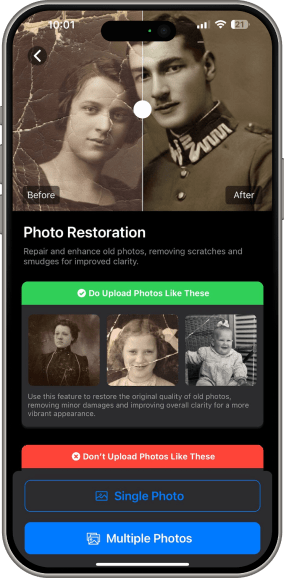 10:01
21
Before
After
Photo Restoration
Repair and enhance old photos, removing scratches and
smudges for improved clarity.
Do Upload Photos Like These
Use this feature to restore the original quality of old photos,
removing minor damages and improving overall clarity for a more
vibrant appearance.
Don't Upload Photos Like These
Single Photo
Multiple Photos